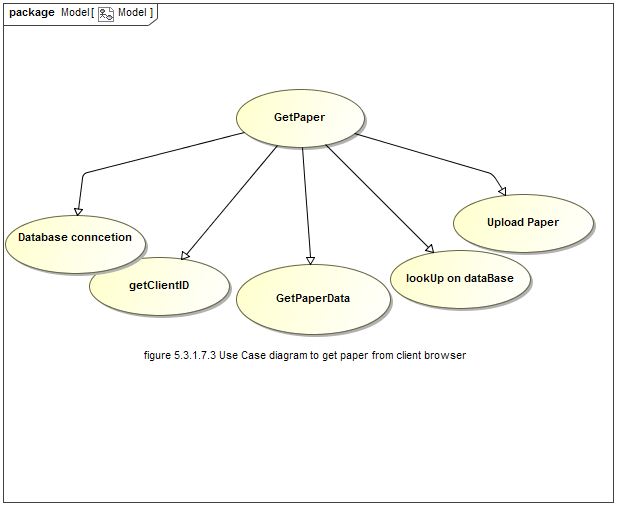 package Model[ Model ]
GetPaper
Database conncetion
Upload Paper
getClientID
GetPaperData
lookUp on dataBase
figure 5.3.1.7.3 Use Case diagram to get paper from client browser